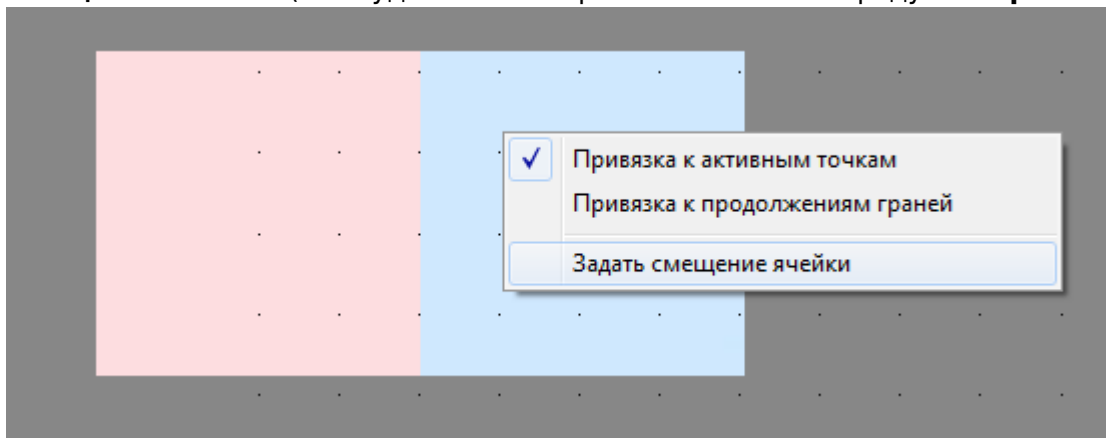 Привязка к активным точкам
Привязка к продолжениям граней
Задать смещение ячейки